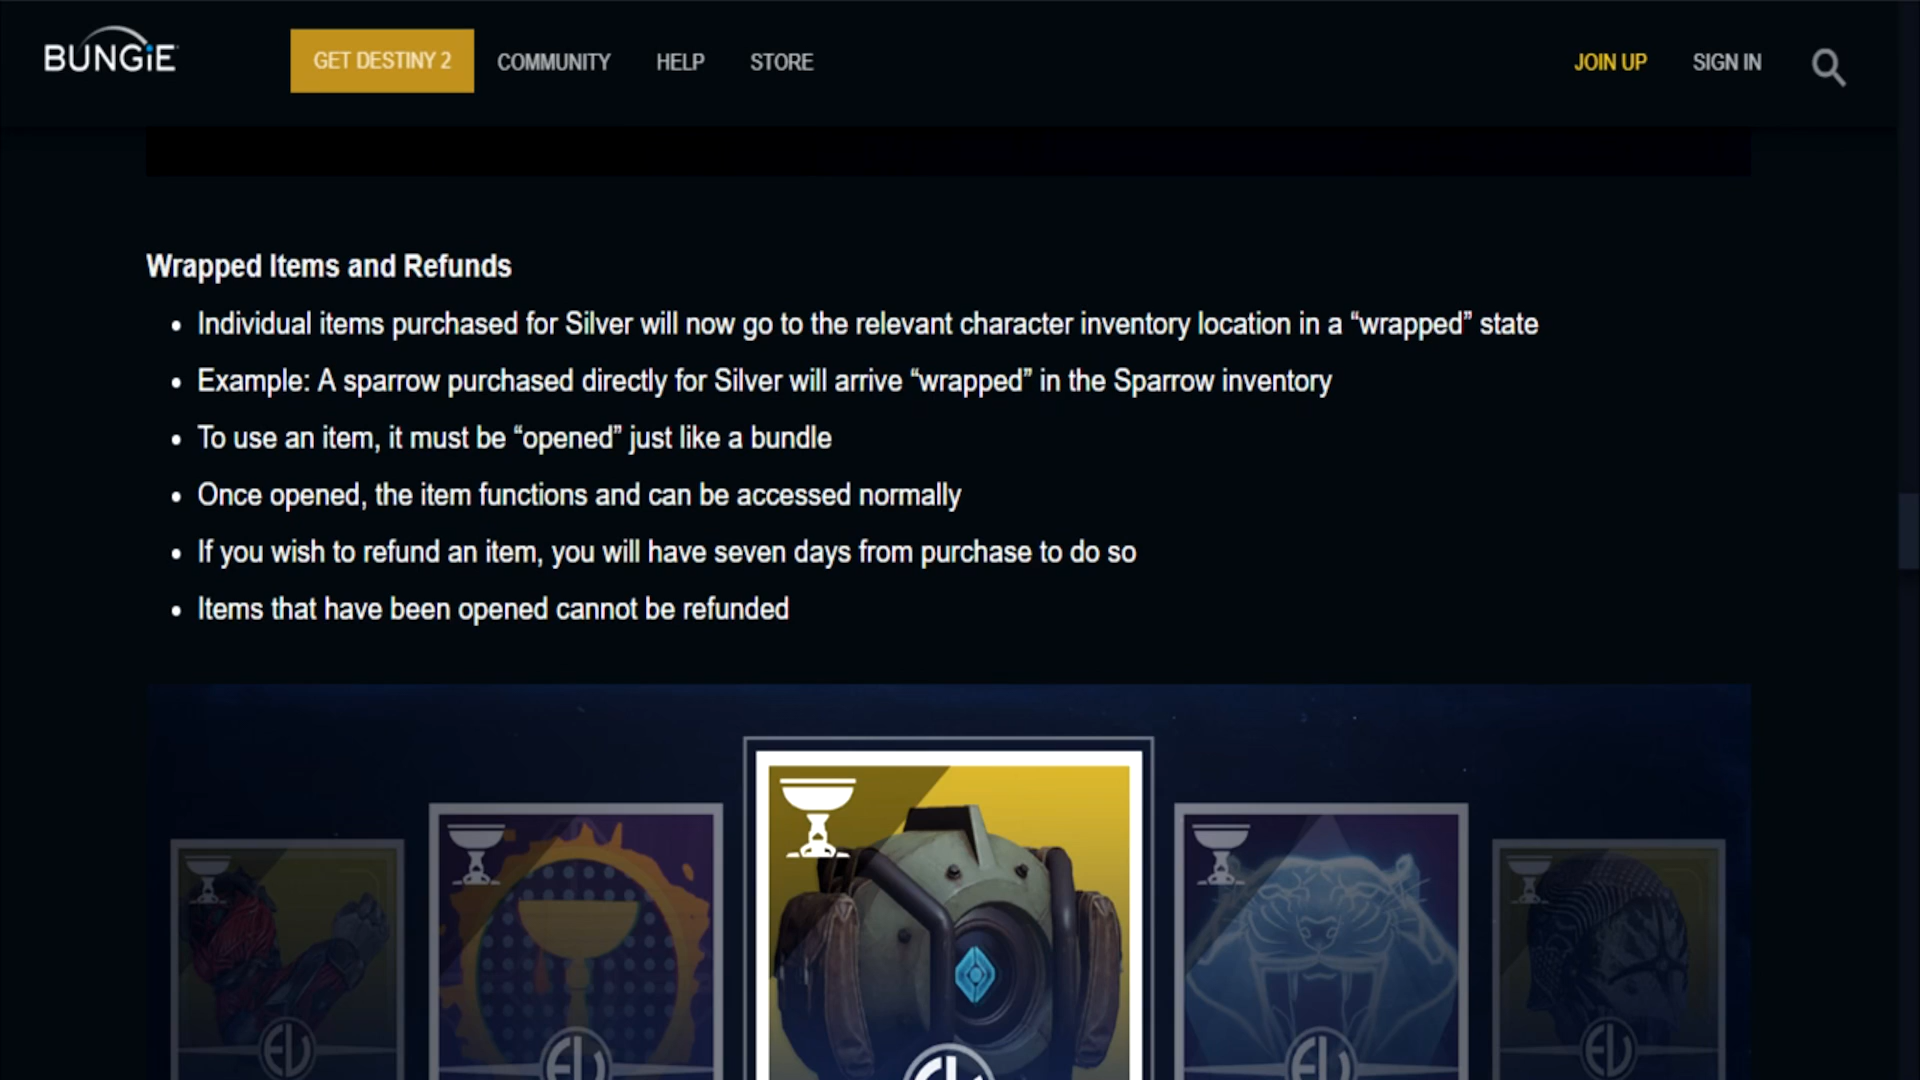 BUNGiE
GET DESTINY 2
COMMUNITY
HELP
STORE
JOIN UP
SIGN IN
Wrapped Items and Refunds
• Individual items purchased for Silver will now go to the relevant character inventory location in a “wrapped” state
• Example: A sparrow purchased directly for Silver will arrive “wrapped” in the Sparrow inventory
• To use an item, it must be “opened” just like a bundle
• Once opened, the item functions and can be accessed normally
• If you wish to refund an item, you will have seven days from purchase to do so
• Items that have been opened cannot be refunded